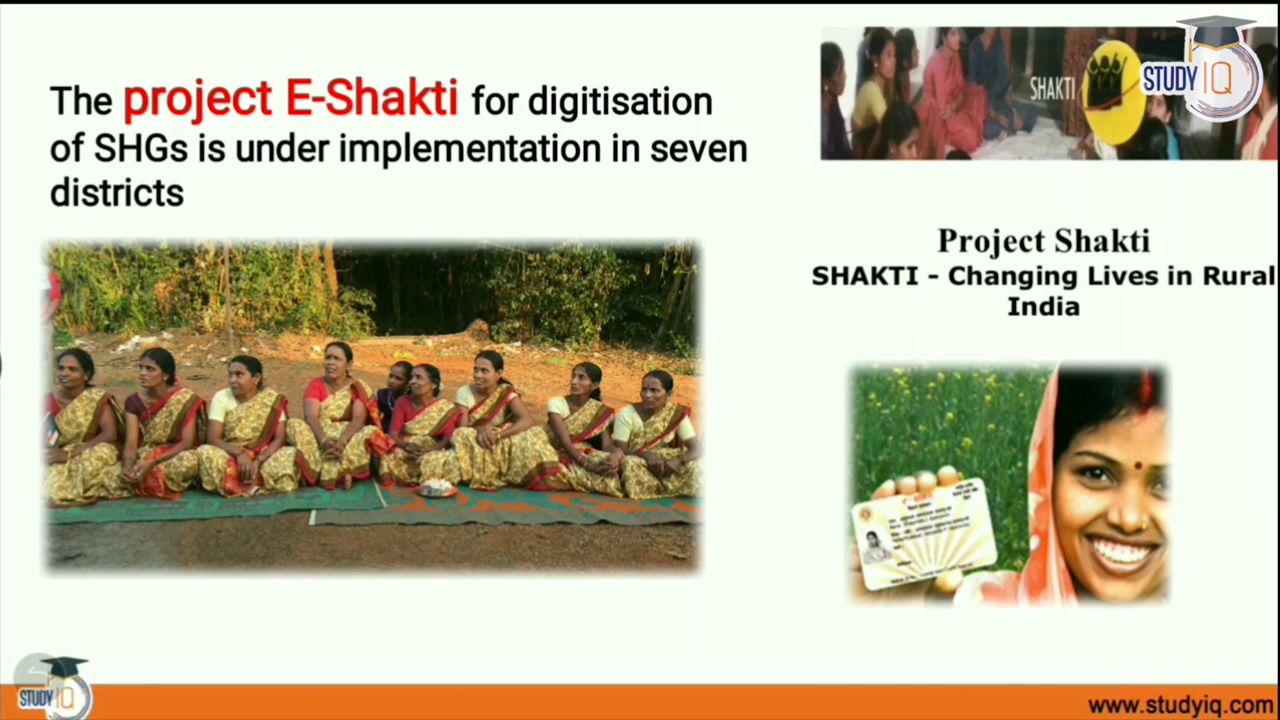 The project E-Shakti for digitisation
of SHGs is under implementation in seven
districts
SHAKTI
STUDY IQ
Project Shakti
SHAKTI - Changing Lives in Rural
India
STUDY IQ
www.studyiq.com